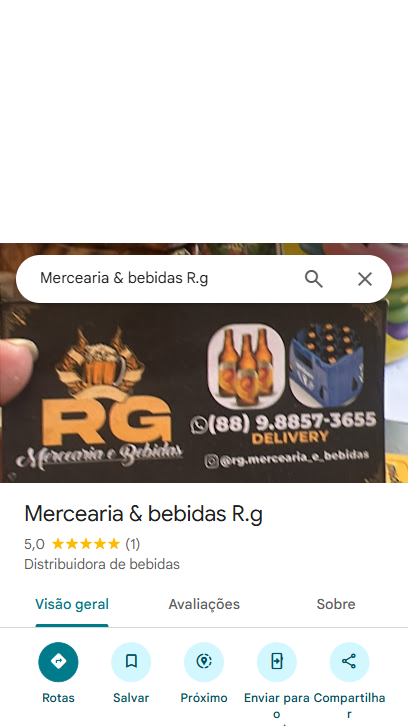 Mercearia & bebidas R.g
RG
Mercearia e Bebidas
(88) 9.8857-3655
DELIVERY
@rg.mercearia_e_bebidas
Mercearia & bebidas R.g
5,0 ★★★★★ (1)
Distribuidora de bebidas
Visão geral Avaliações Sobre
Rotas Salvar Próximo Enviar para Compartilha
o r